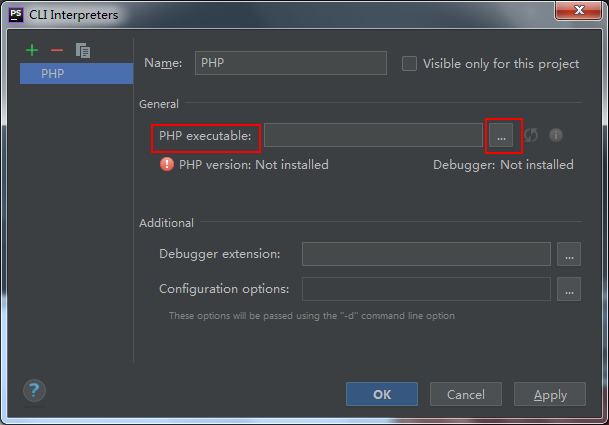 PS CLI Interpreters
PHP
Name: PHP Visible only for this project
General
PHP executable: ...
PHP version: Not installed Debugger: Not installed
Additional
Debugger extension: ...
Configuration options: ...
These options will be passed using the "-d" command line option
? OK Cancel Apply